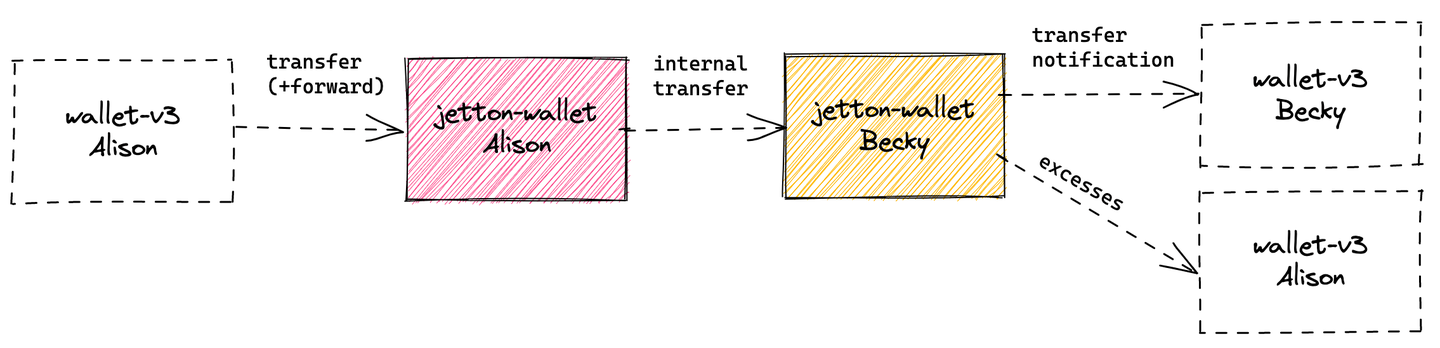 wallet-v3
Alison
transfer
(+forward)
jetton-wallet
Alison
internal
transfer
jetton-wallet
Becky
transfer
notification
wallet-v3
Becky
excesses
wallet-v3
Alison